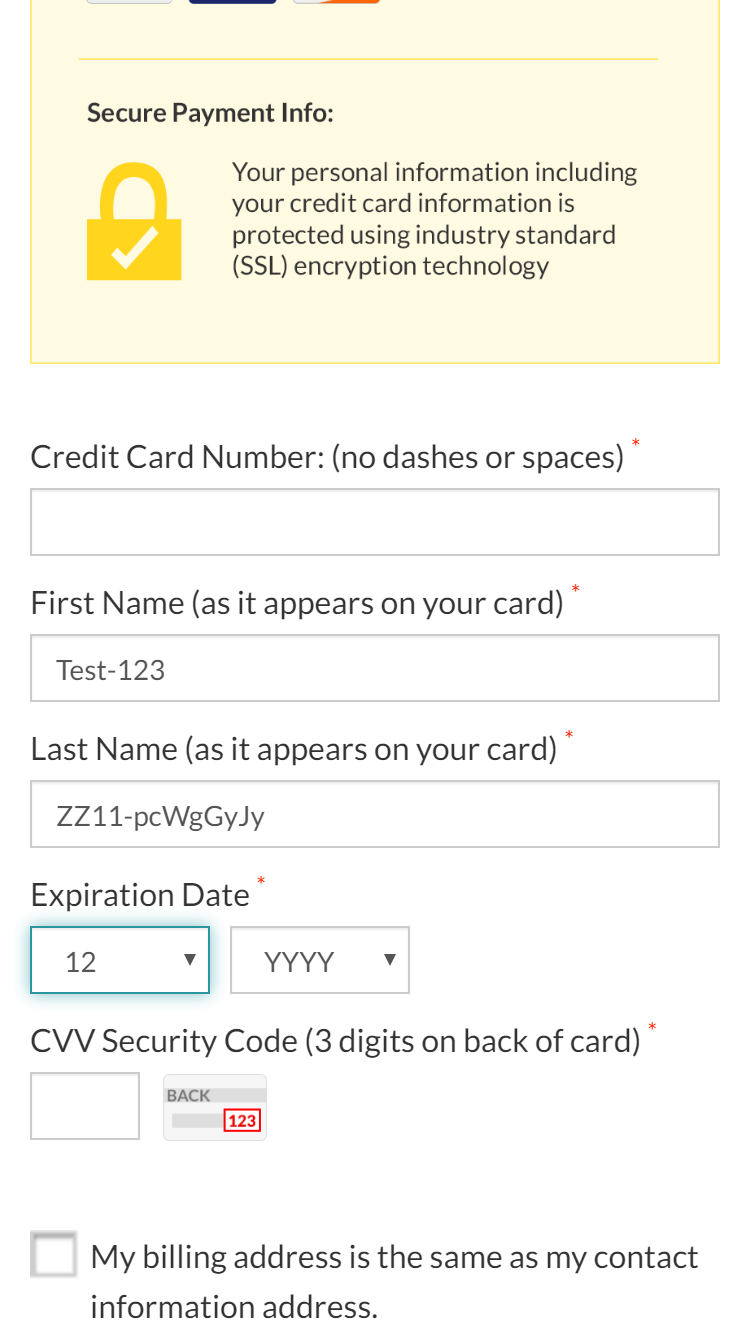 Secure Payment Info:
Your personal information including
your credit card information is
protected using industry standard
(SSL) encryption technology
Credit Card Number: (no dashes or spaces) *
First Name (as it appears on your card) *
Test-123
Last Name (as it appears on your card) *
ZZ11-pcWgGyJy
Expiration Date *
12 ▼ YYYY ▼
CVV Security Code (3 digits on back of card) *
BACK
123
My billing address is the same as my contact
information address.